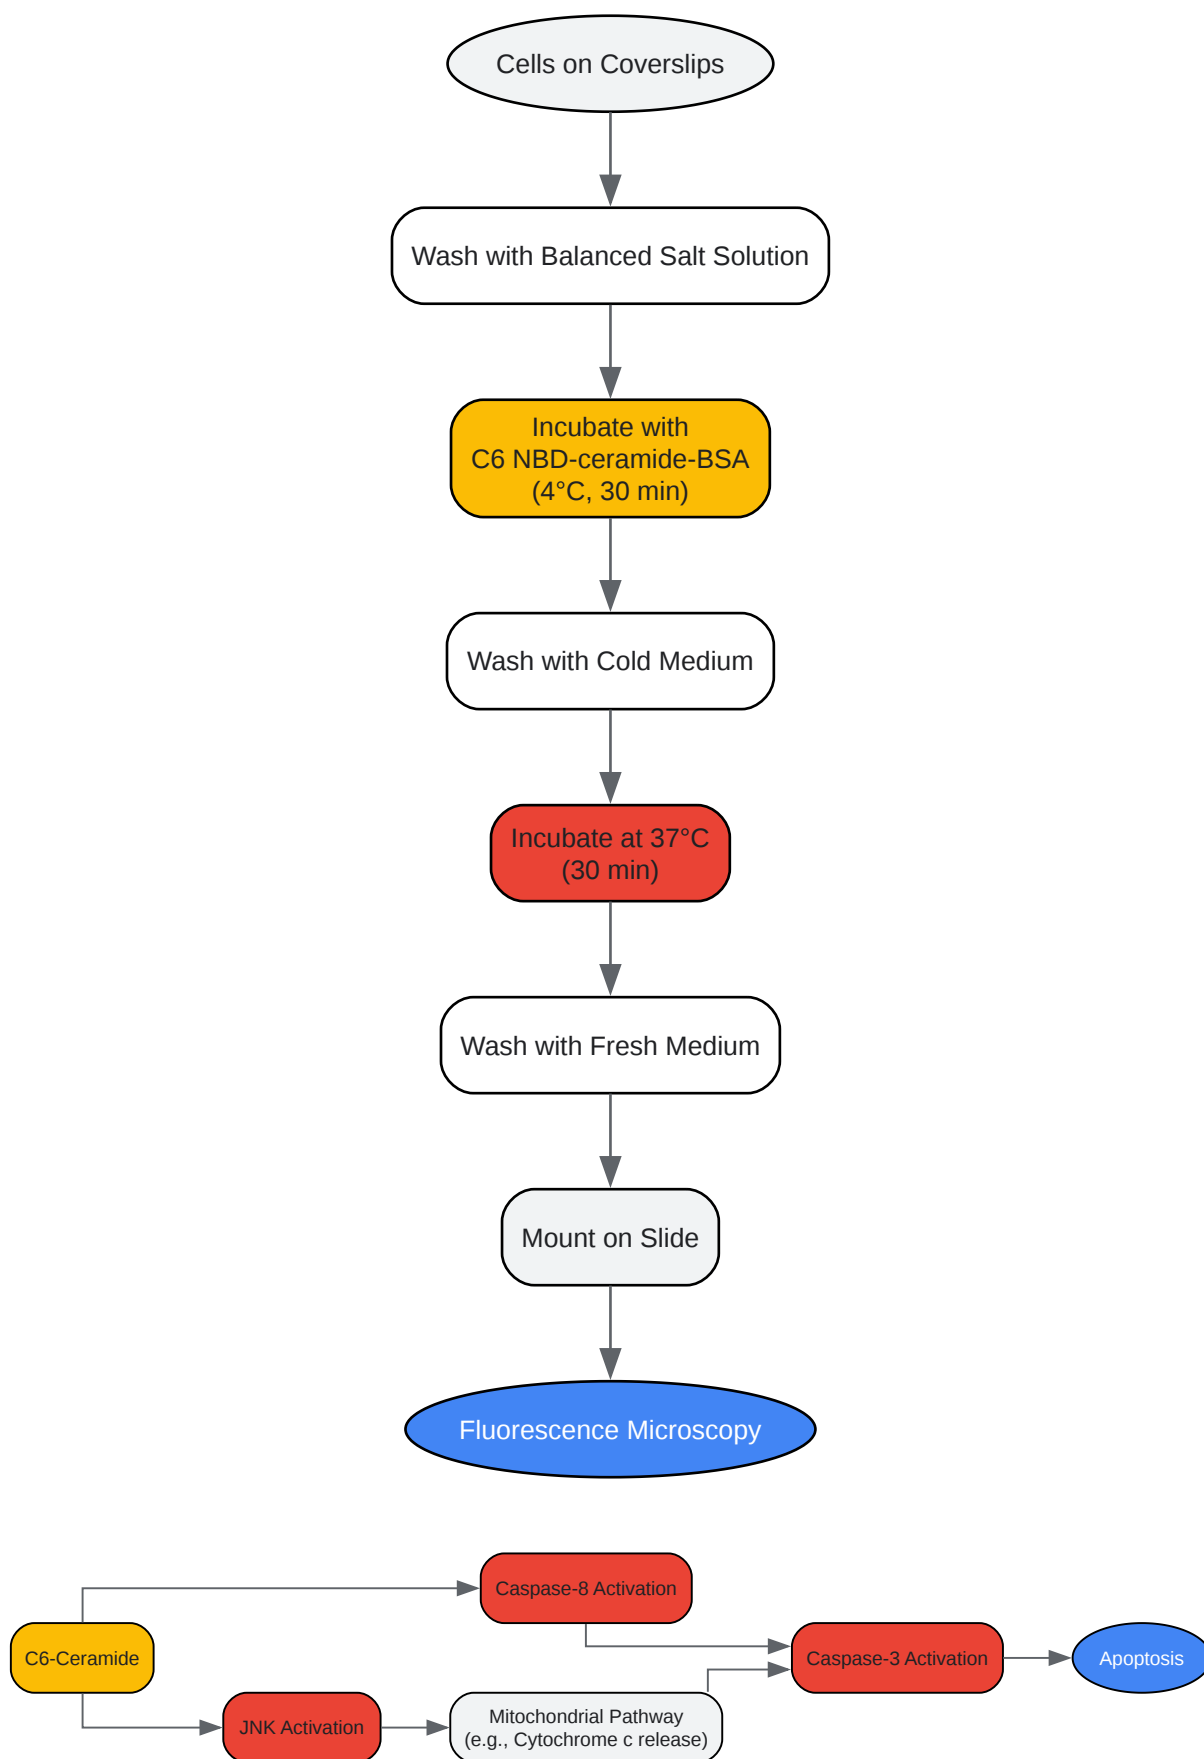 Cells on Coverslips
Wash with Balanced Salt Solution
Incubate with
C6 NBD-ceramide-BSA
(4°C, 30 min)
Wash with Cold Medium
Incubate at 37°C
(30 min)
Wash with Fresh Medium
Mount on Slide
Fluorescence Microscopy
Caspase-8 Activation
C6-Ceramide
Caspase-3 Activation
Apoptosis
JNK Activation
Mitochondrial Pathway
(e.g., Cytochrome c release)